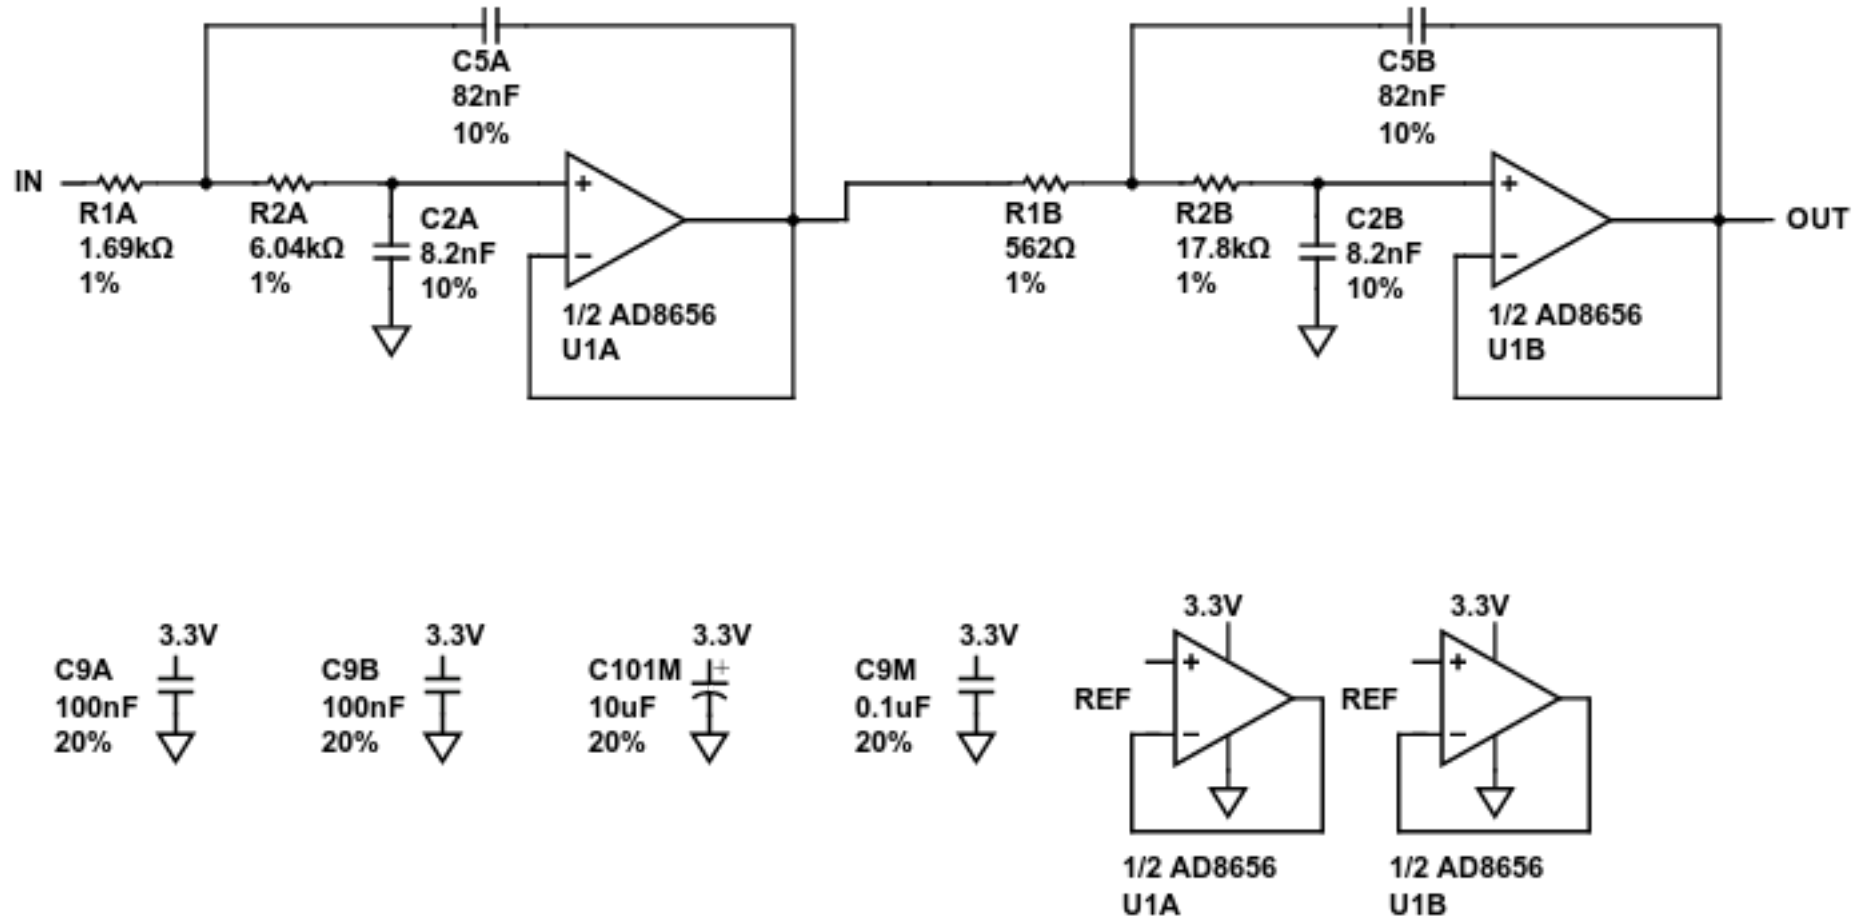 C5A
82nF
10%
C5B
82nF
10%
IN
R1A
1.69kΩ
1%
R2A
6.04kΩ
1%
C2A
8.2nF
10%
+
−
1/2 AD8656
U1A
R1B
562Ω
1%
R2B
17.8kΩ
1%
C2B
8.2nF
10%
+
−
1/2 AD8656
U1B
OUT
3.3V
C9A
100nF
20%
3.3V
C9B
100nF
20%
3.3V
C101M
+
10uF
20%
3.3V
C9M
0.1uF
20%
3.3V
+
REF
−
1/2 AD8656
U1A
3.3V
+
REF
−
1/2 AD8656
U1B